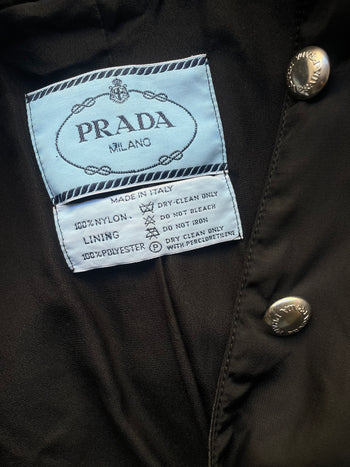 PRADA
MILANO
MADE IN ITALY
DRY CLEAN ONLY
100%NYLON. DO NOT BLEACH
LINING DO NOT IRON
100%POLYESTER P DRY CLEAN ONLY
WITH PERCLORETHILENE